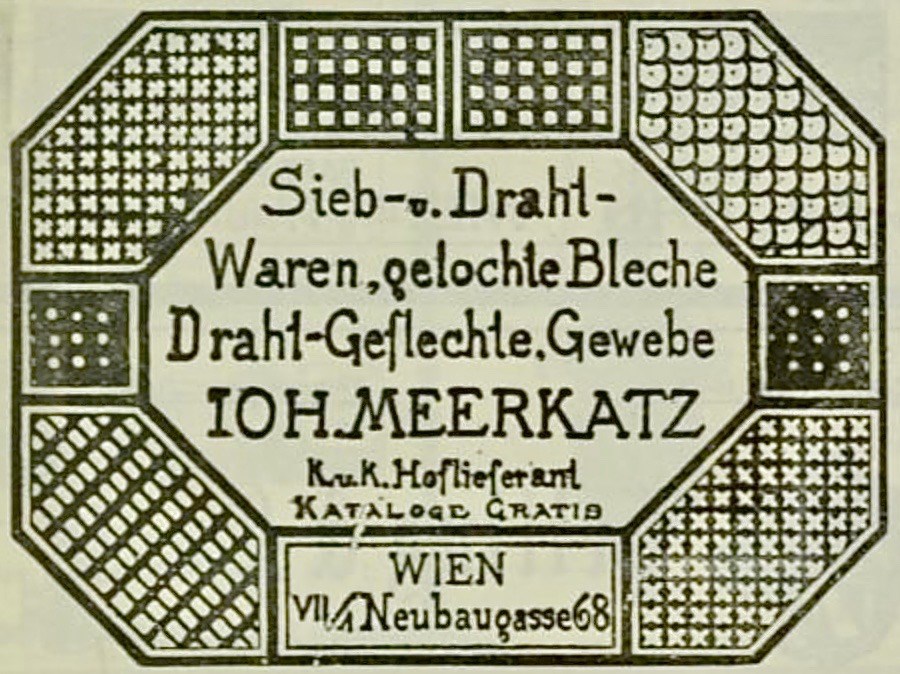 Sieb- u. Draht-
Waren, gelochte Bleche
Draht-Geflechte, Gewebe
IOH. MEERKATZ
K. u. K. Hoflieferant
KATALOGE GRATIS
WIEN
VII/1 Neubaugasse 68